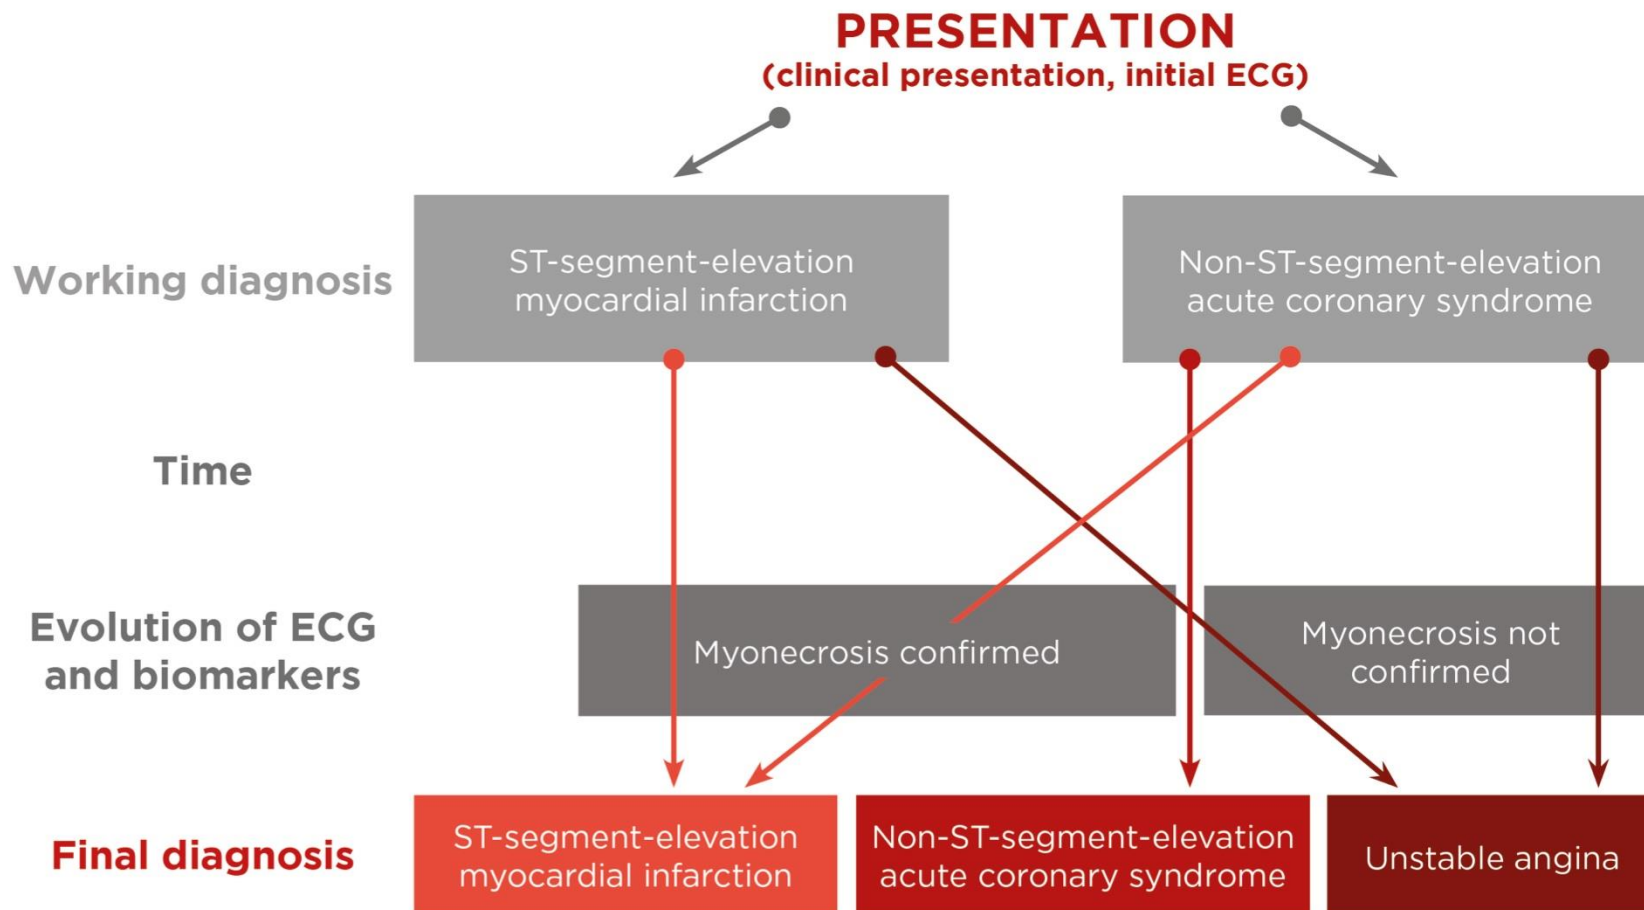 PRESENTATION
(clinical presentation, initial ECG)
Working diagnosis
ST-segment-elevation
myocardial infarction
Non-ST-segment-elevation
acute coronary syndrome
Time
Evolution of ECG
and biomarkers
Myonecrosis confirmed
Myonecrosis not
confirmed
Final diagnosis
ST-segment-elevation
myocardial infarction
Non-ST-segment-elevation
acute coronary syndrome
Unstable angina